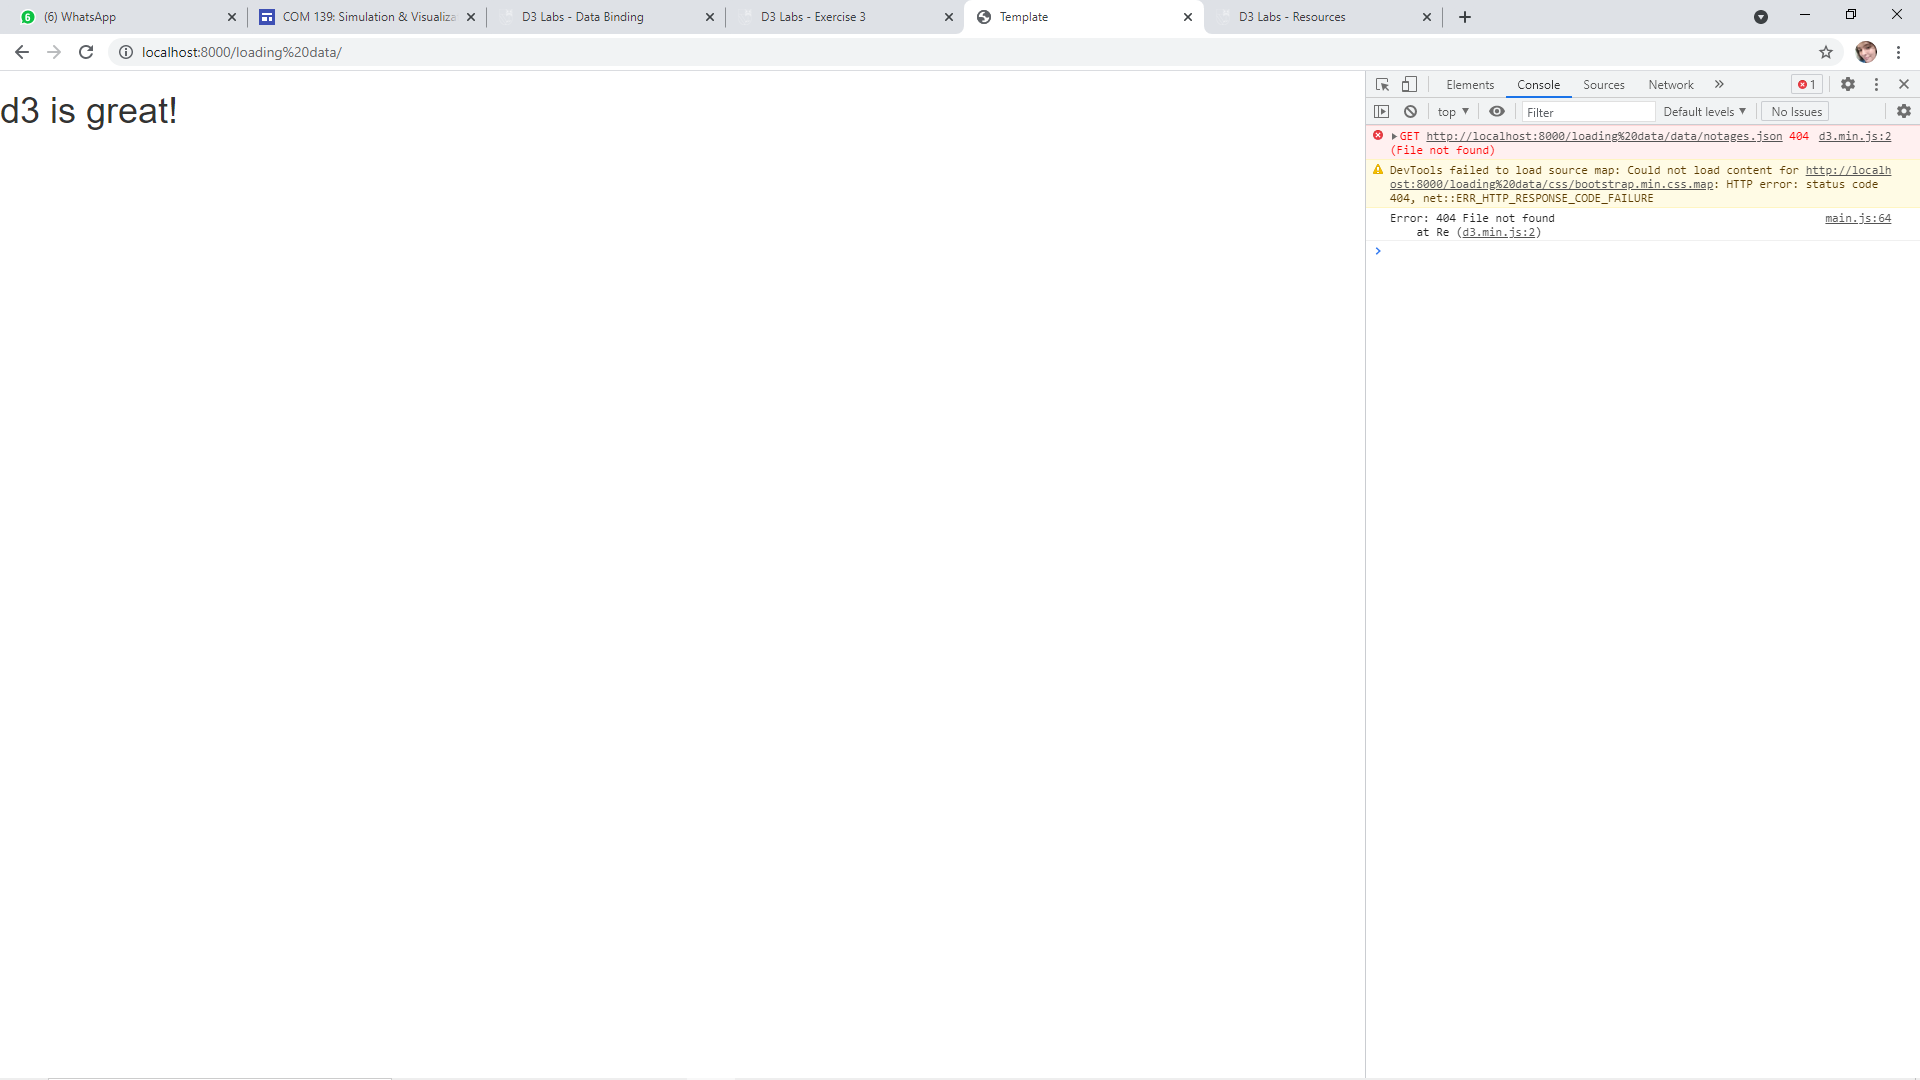 (6) WhatsApp
COM 139: Simulation & Visualiza
D3 Labs - Data Binding
D3 Labs - Exercise 3
Template
D3 Labs - Resources
localhost:8000/loading%20data/
d3 is great!
Elements Console Sources Network » 1
top Filter Default levels No Issues
GET http://localhost:8000/loading%20data/data/notages.json 404 d3.min.js:2
(File not found)
DevTools failed to load source map: Could not load content for http://localh
ost:8000/loading%20data/css/bootstrap.min.css.map: HTTP error: status code
404, net::ERR_HTTP_RESPONSE_CODE_FAILURE
Error: 404 File not found main.js:64
at Re (d3.min.js:2)